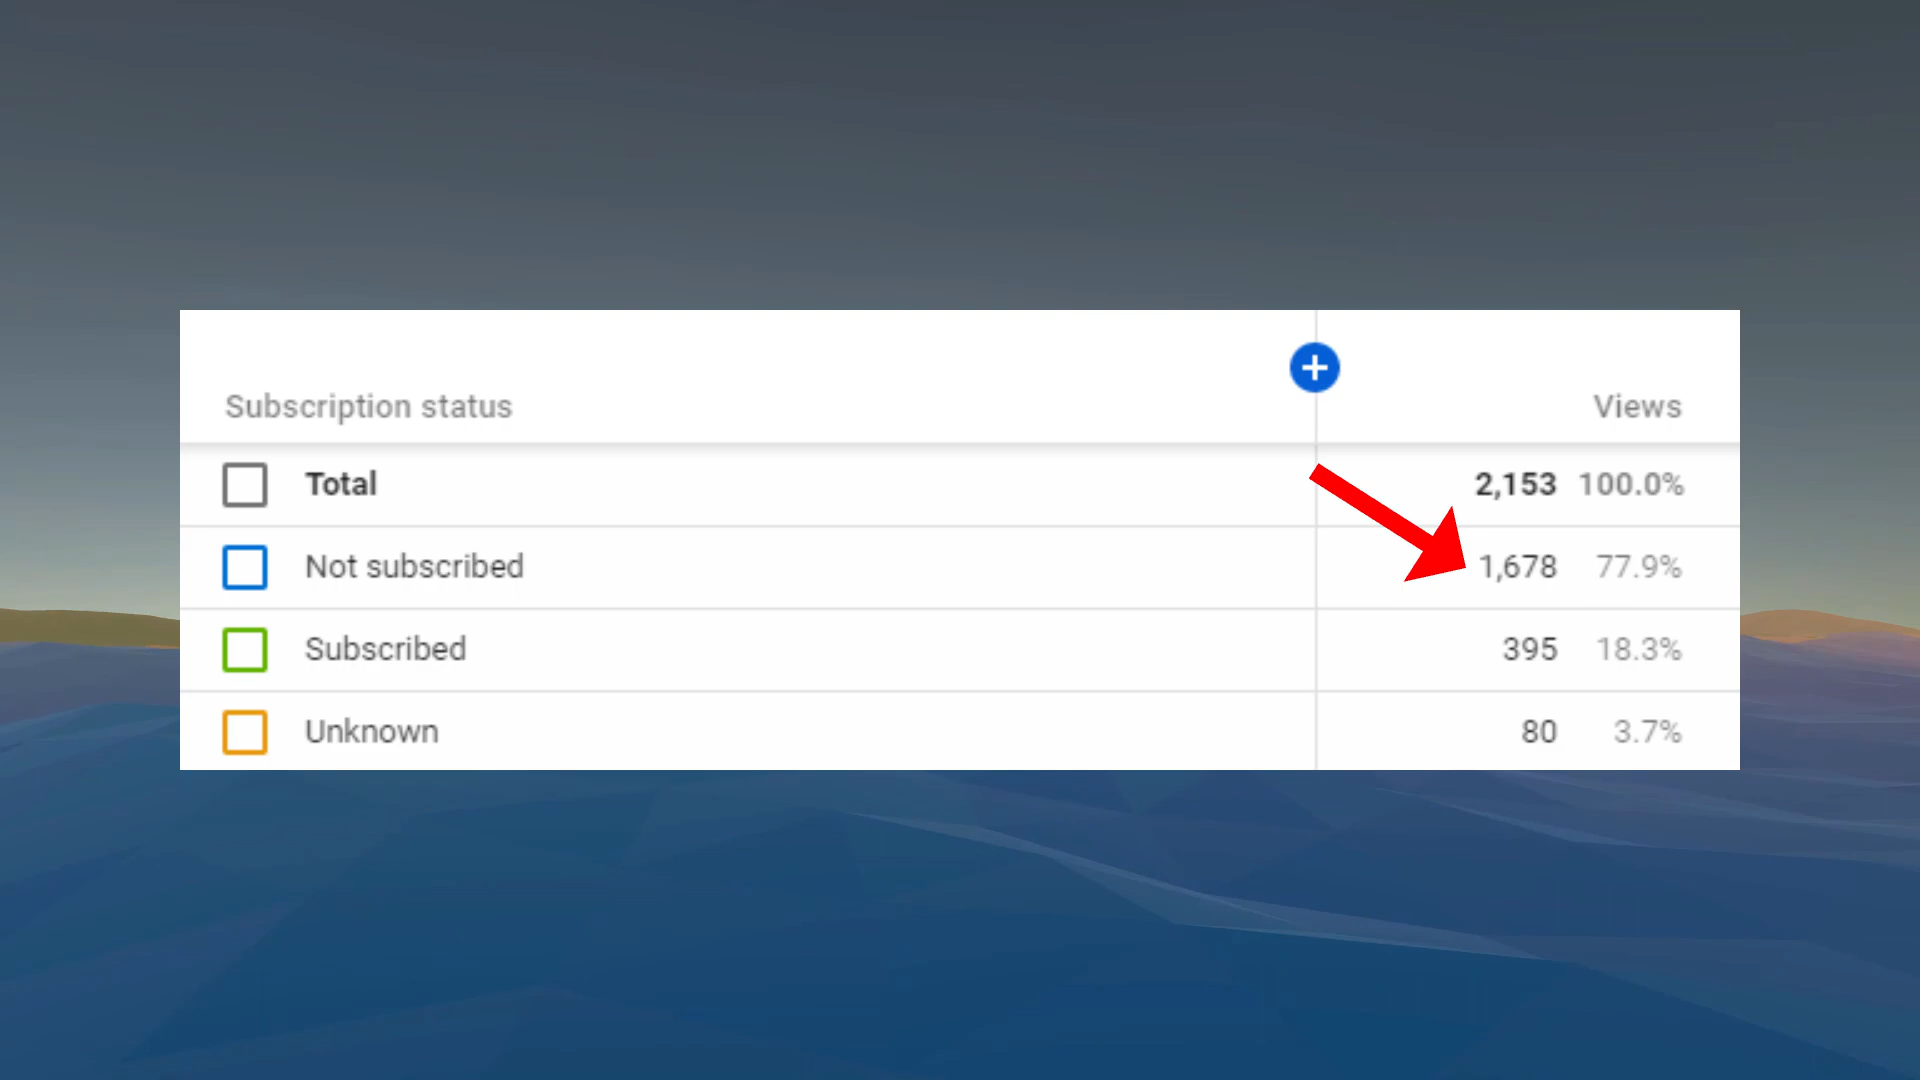 Subscription status Views
Total 2,153 100.0%
Not subscribed 1,678 77.9%
Subscribed 395 18.3%
Unknown 80 3.7%